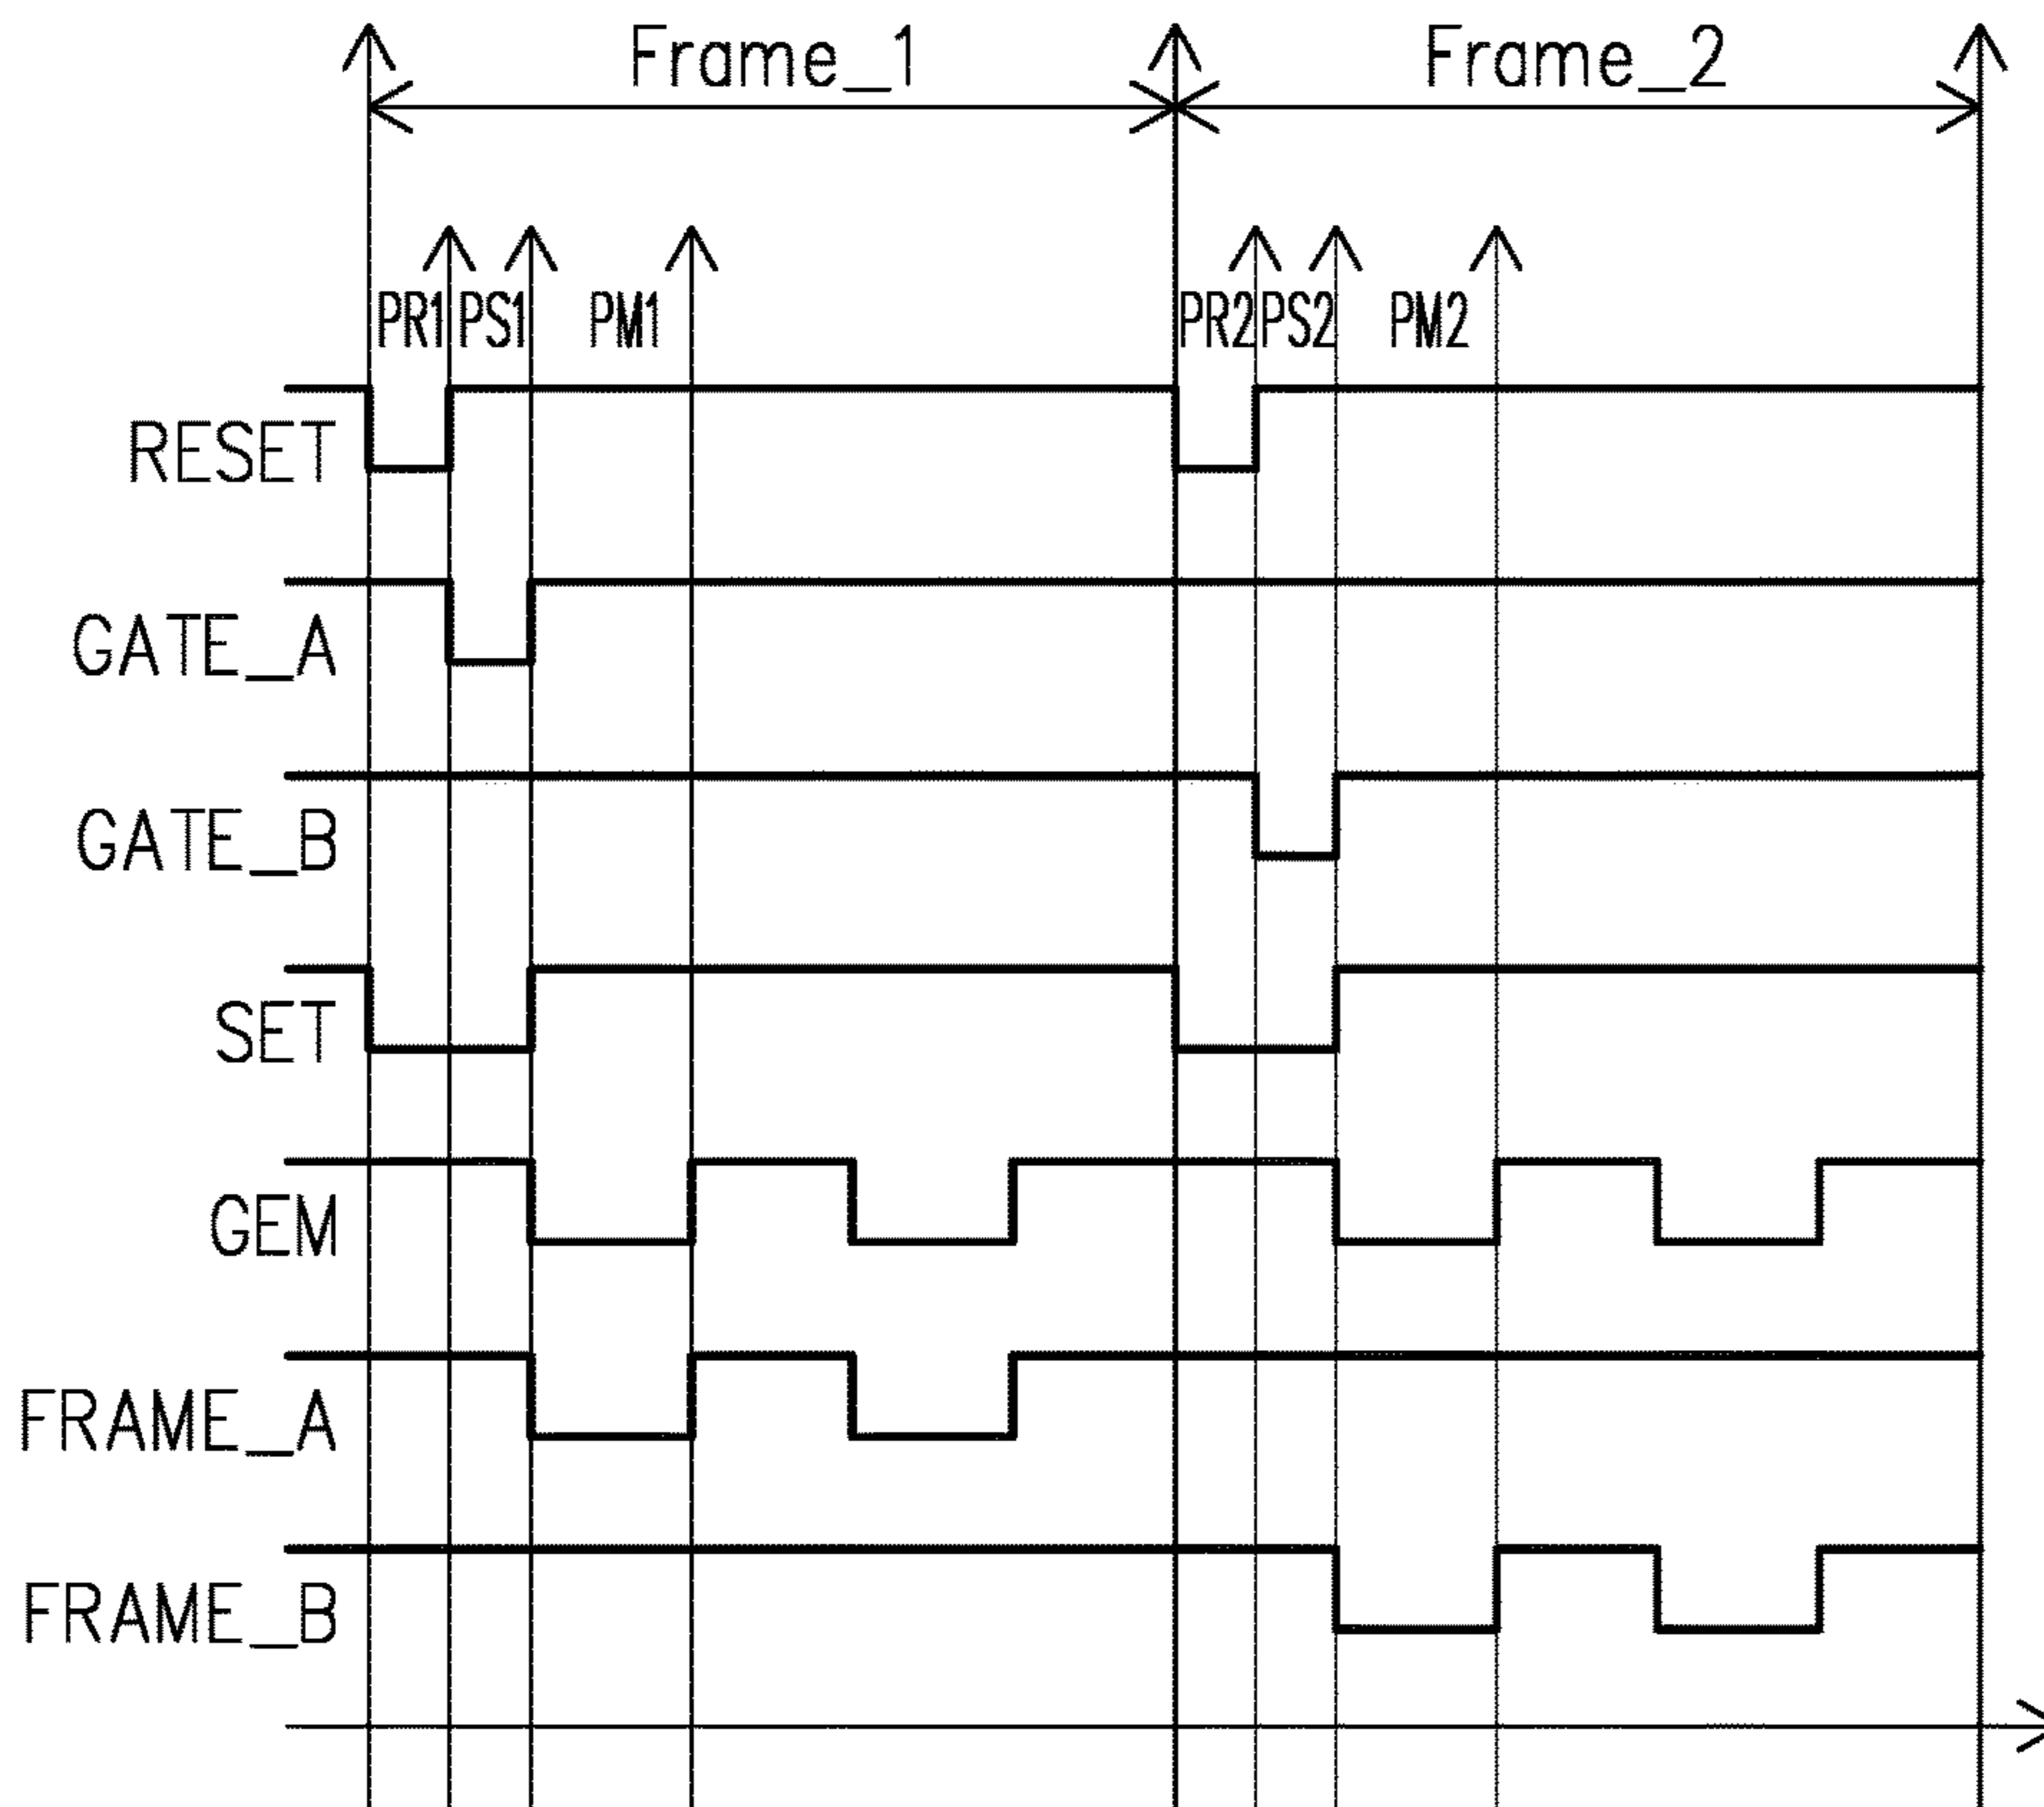 Frame_1 Frame_2
PR1 PS1 PM1 PR2 PS2 PM2
RESET
GATE_A
GATE_B
SET
GEM
FRAME_A
FRAME_B